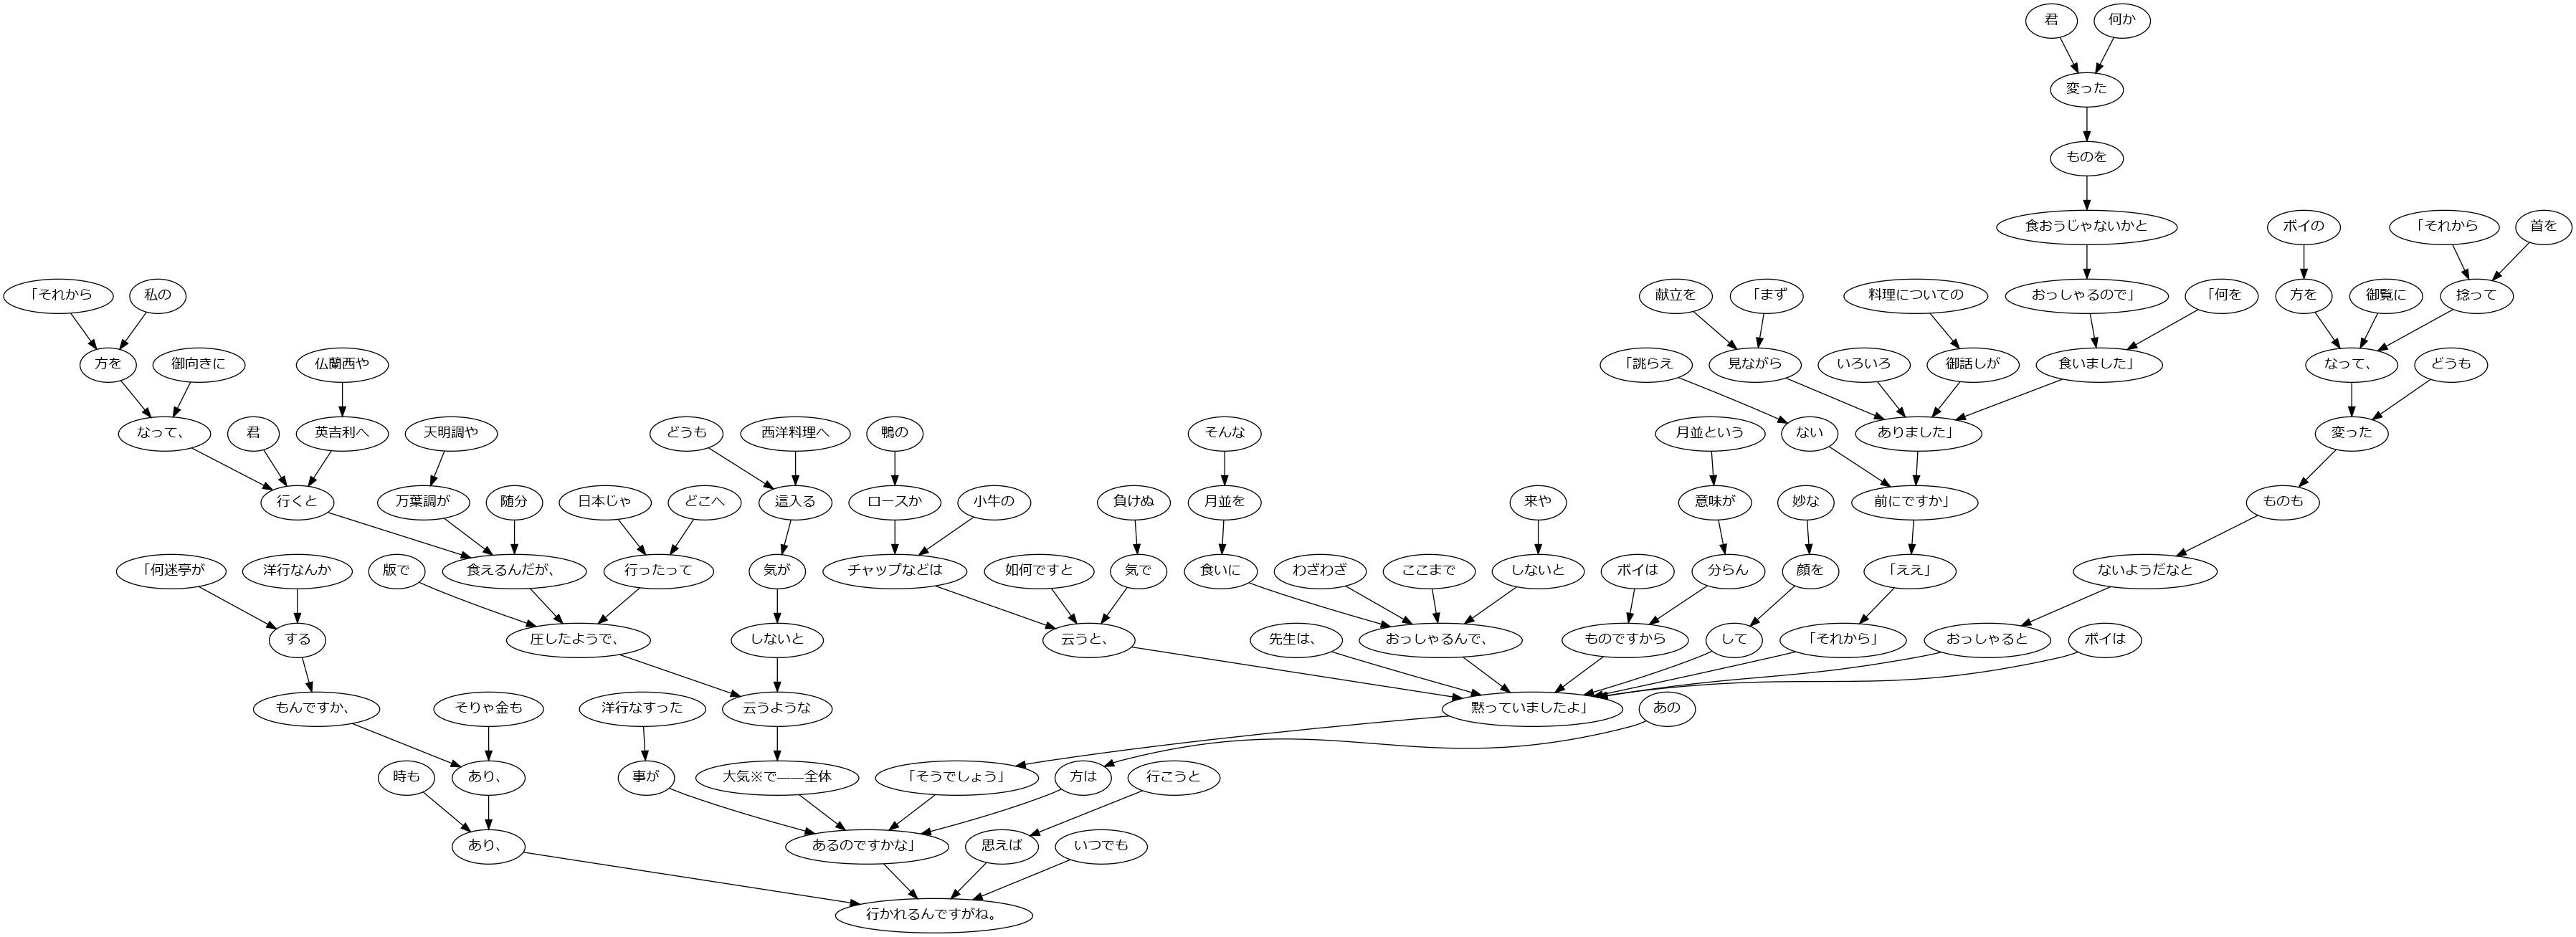 君 何か
変った
ものを
食おうじゃないかと ボイの 「それから 首を
「それから 私の 献立を 「まず 料理についての おっしゃるので」 「何を 方を 御覧に 捻って
方を 御向きに 仏蘭西や 「誂らえ 見ながら いろいろ 御話しが 食いました」 なって、 どうも
なって、 君 英吉利へ 天明調や どうも 西洋料理へ 鴨の そんな 月並という ない ありました」 変った
行くと 万葉調が 随分 日本じゃ どこへ 這入る ロースか 小牛の 負けぬ 月並を 来や 意味が 妙な 前にですか」 ものも
「何迷亭が 洋行なんか 版で 食えるんだが、 行ったって 気が チャップなどは 如何ですと 気で 食いに わざわざ ここまで しないと ボイは 分らん 顔を 「ええ」 ないようだなと
する 圧したようで、 しないと 云うと、 先生は、 おっしゃるんで、 ものですから して 「それから」 おっしゃると ボイは
もんですか、 そりゃ金も 洋行なすった 云うような 黙っていましたよ」 あの
時も あり、 事が 大気※で――全体 「そうでしょう」 方は 行こうと
あり、 あるのですかな」 思えば いつでも
行かれるんですがね。